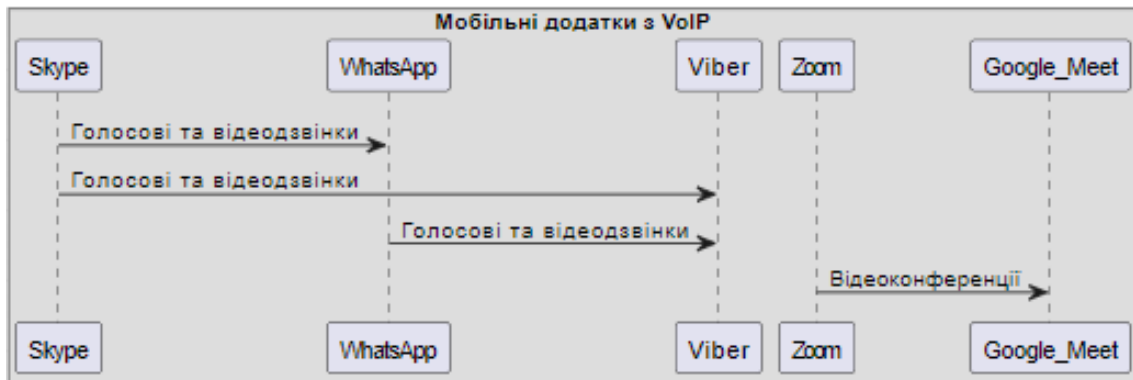 Мобільні додатки з VoIP
Skype WhatsApp Viber Zoom Google_Meet
Голосові та відеодзвінки
Голосові та відеодзвінки
Голосові та відеодзвінки
Відеоконференції
Skype WhatsApp Viber Zoom Google_Meet